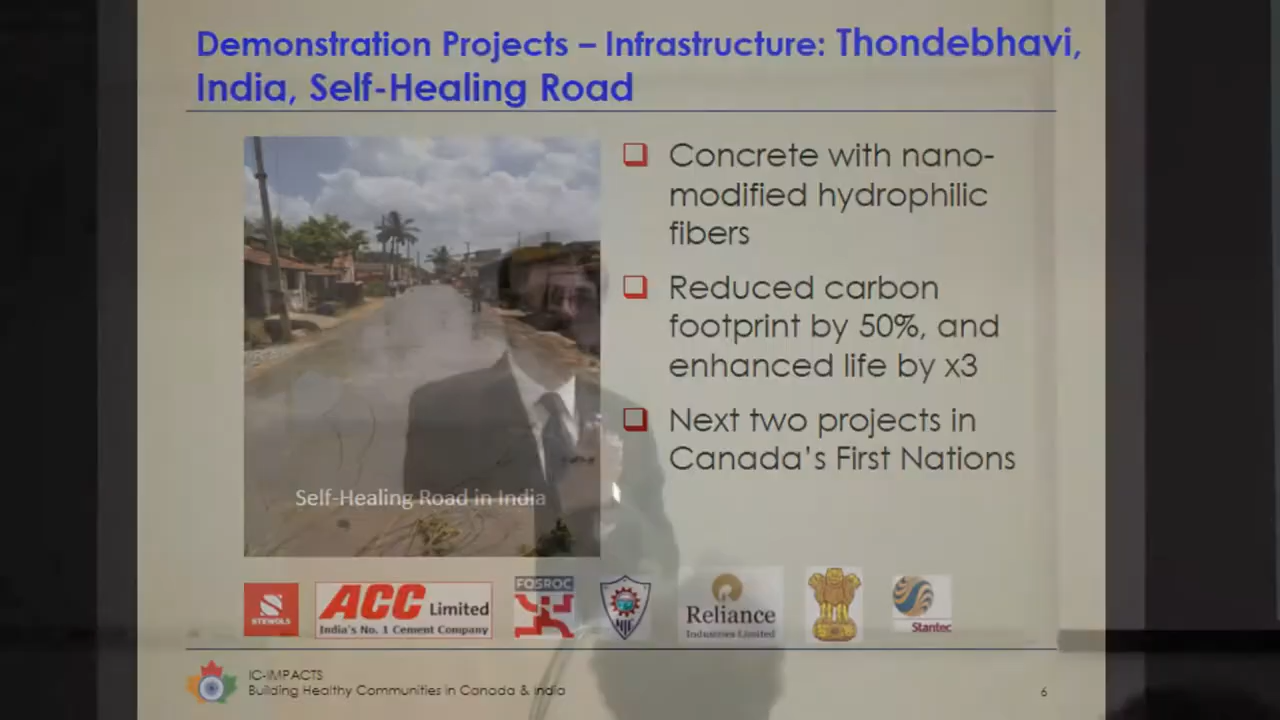 Demonstration Projects – Infrastructure: Thondebhavi,
India, Self-Healing Road
Concrete with nano-
modified hydrophilic
fibers
Reduced carbon
footprint by 50%, and
enhanced life by x3
Next two projects in
Canada's First Nations
Self-Healing Road in India
STEWOLS
ACC Limited
India's No. 1 Cement Company
FOSROC
Reliance
Industries Limited
Stantec
IC-IMPACTS
Building Healthy Communities in Canada & India
6